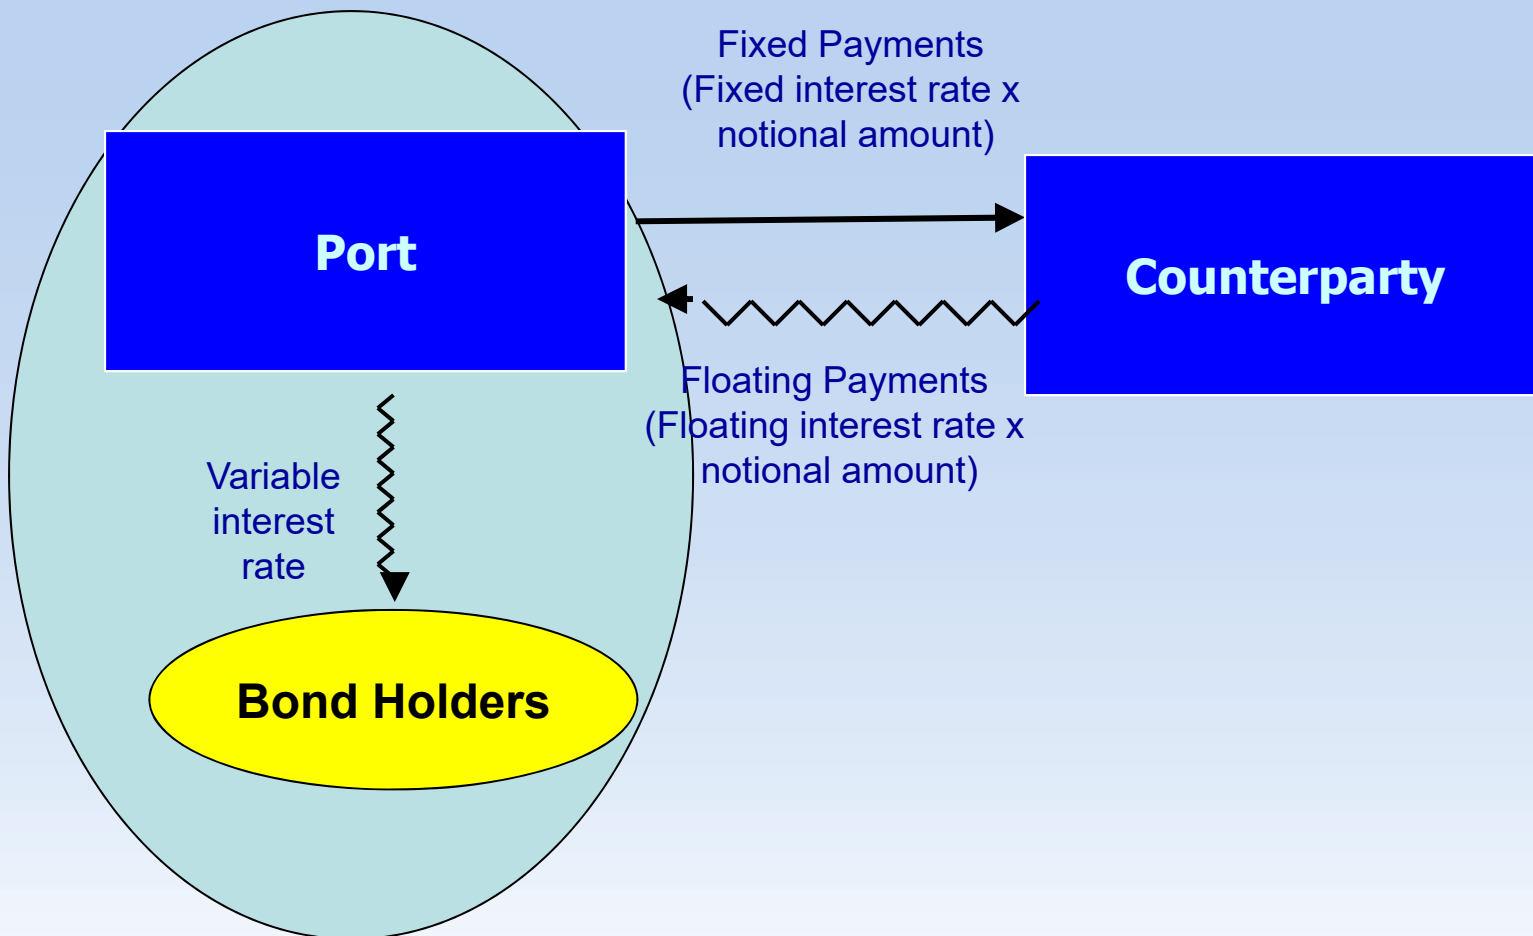 Fixed Payments
(Fixed interest rate x
notional amount)
Port
Counterparty
Floating Payments
(Floating interest rate x
notional amount)
Variable
interest
rate
Bond Holders